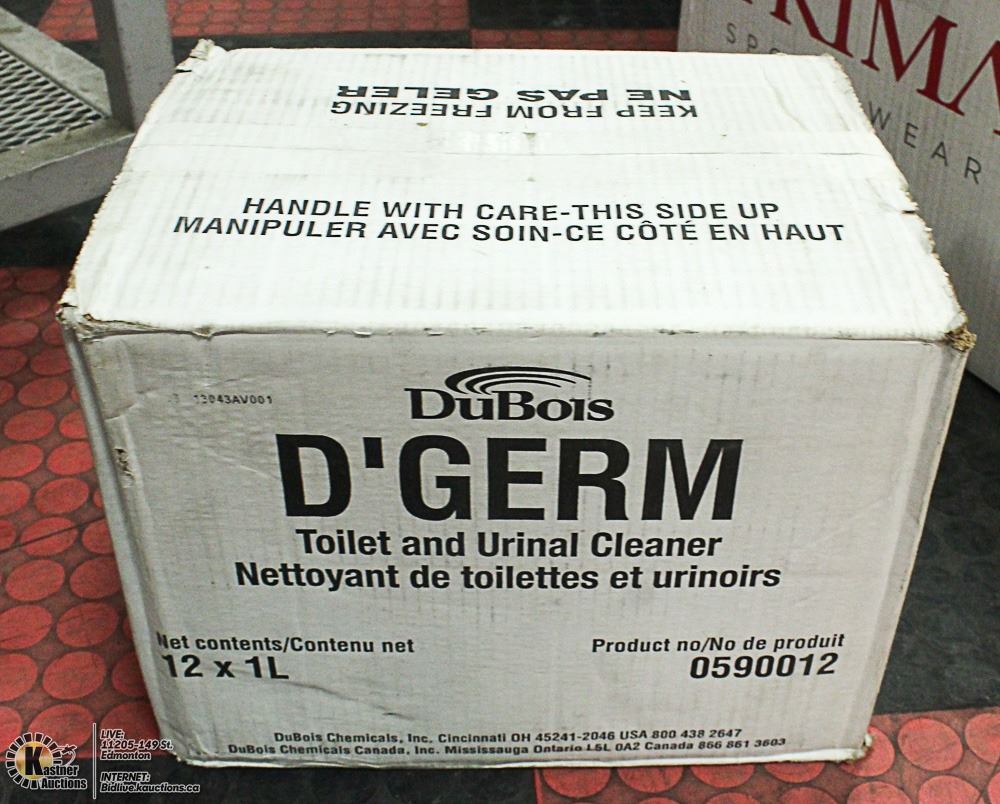 KEEP FROM FREEZING
NE PAS GELER
HANDLE WITH CARE-THIS SIDE UP
MANIPULER AVEC SOIN-CE CÔTÉ EN HAUT
13043AV001
DuBois
D'GERM
Toilet and Urinal Cleaner
Nettoyant de toilettes et urinoirs
Net contents/Contenu net
12 x 1L
Product no/No de produit
0590012
DuBois Chemicals, Inc. Cincinnati OH 45241-2046 USA 800 438 2647
DuBois Chemicals Canada, Inc. Mississauga Ontario L5L 0A2 Canada 866 861 3603
WEAR
Kastner
Auctions
LIVE:
11205-149 St.
Edmonton
INTERNET:
Bidlive.kauctions.ca